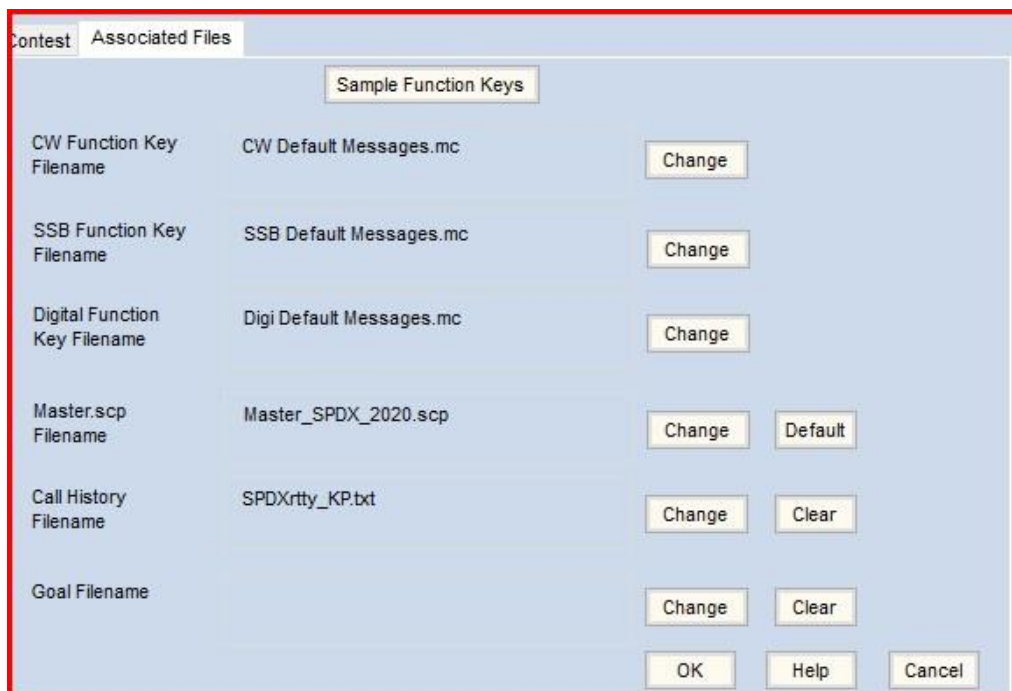 Contest Associated Files
Sample Function Keys
CW Function Key
Filename
CW Default Messages.mc
Change
SSB Function Key
Filename
SSB Default Messages.mc
Change
Digital Function
Key Filename
Digi Default Messages.mc
Change
Master.scp
Filename
Master_SPDX_2020.scp
Change Default
Call History
Filename
SPDXrtty_KP.txt
Change Clear
Goal Filename
Change Clear
OK Help Cancel